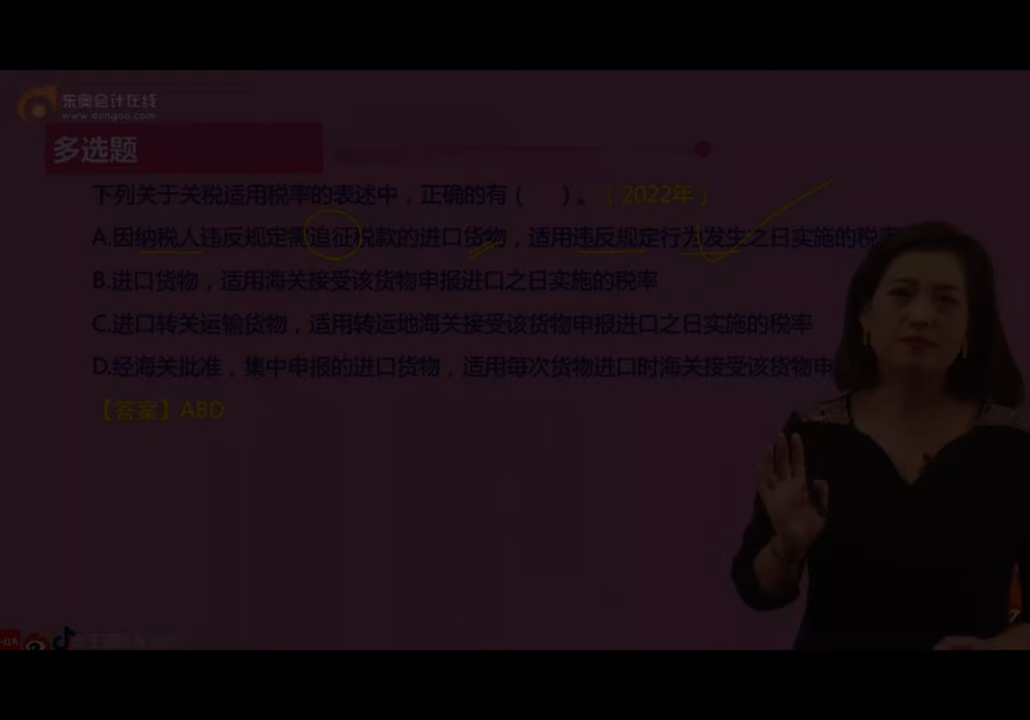 东奥会计在线
www.dongao.com
多选题
下列关于关税适用税率的表述中，正确的有（ ）。（2022年）
A.因纳税人违反规定需追征税款的进口货物，适用违反规定行为发生之日实施的税率
B.进口货物，适用海关接受该货物申报进口之日实施的税率
C.进口转关运输货物，适用转运地海关接受该货物申报进口之日实施的税率
D.经海关批准，集中申报的进口货物，适用每次货物进口时海关接受该货物申
【答案】ABD